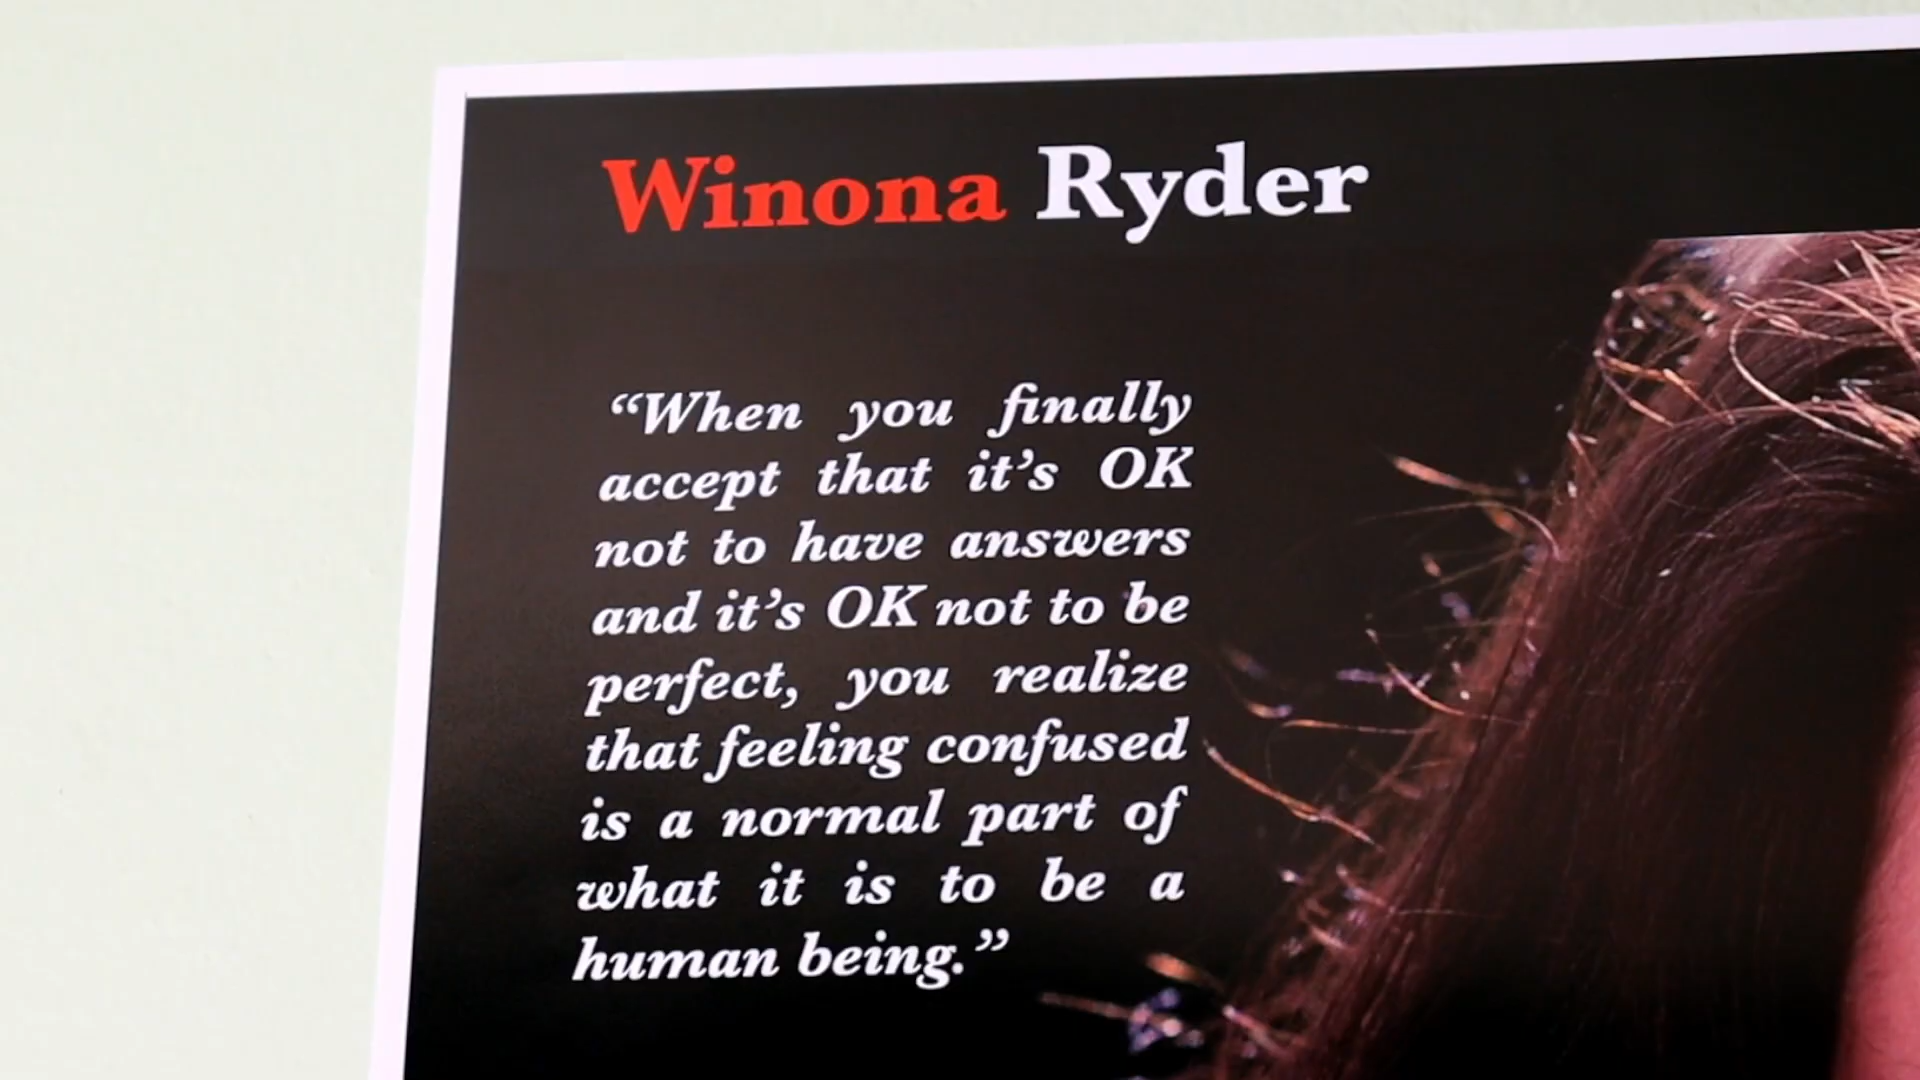 Winona Ryder
“When you finally
accept that it’s OK
not to have answers
and it’s OK not to be
perfect, you realize
that feeling confused
is a normal part of
what it is to be a
human being.”